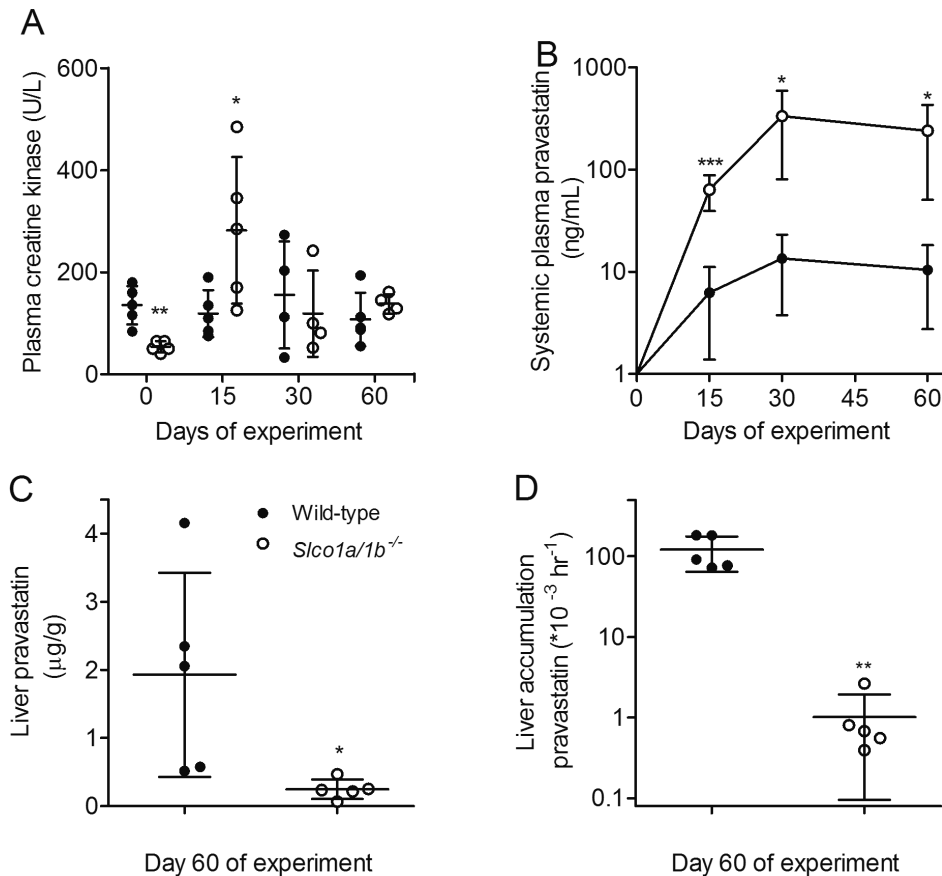 A
Plasma creatine kinase (U/L)
600
400
200
0
*
**
0 15 30 60
Days of experiment
B
Systemic plasma pravastatin
(ng/mL)
1000
100
10
1
*
*
***
0 15 30 45 60
Days of experiment
C
Liver pravastatin
(μg/g)
4
3
2
1
0
Wild-type
Slco1a/1b-/-
*
Day 60 of experiment
D
Liver accumulation
pravastatin (*10 -3 hr-1)
100
10
1
0.1
**
Day 60 of experiment